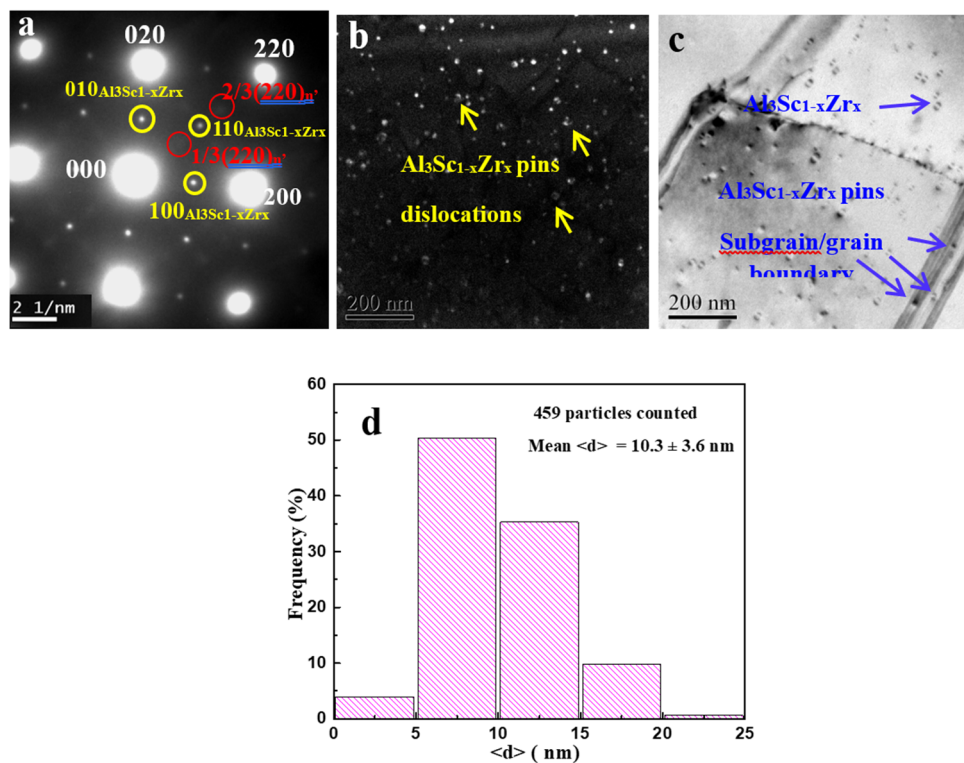 a
020
220
010Al3Sc1-xZrx
2/3(220)η'
110Al3Sc1-xZrx
000
1/3(220)η'
200
100Al3Sc1-xZrx
2 1/nm
b
Al3Sc1-xZrx pins
dislocations
200 nm
c
Al3Sc1-xZrx
Al3Sc1-xZrx pins
Subgrain/grain
boundary
200 nm
d
459 particles counted
Mean <d> = 10.3 ± 3.6 nm
Frequency (%)
60
50
40
30
20
10
0
0 5 10 15 20 25
<d> ( nm)